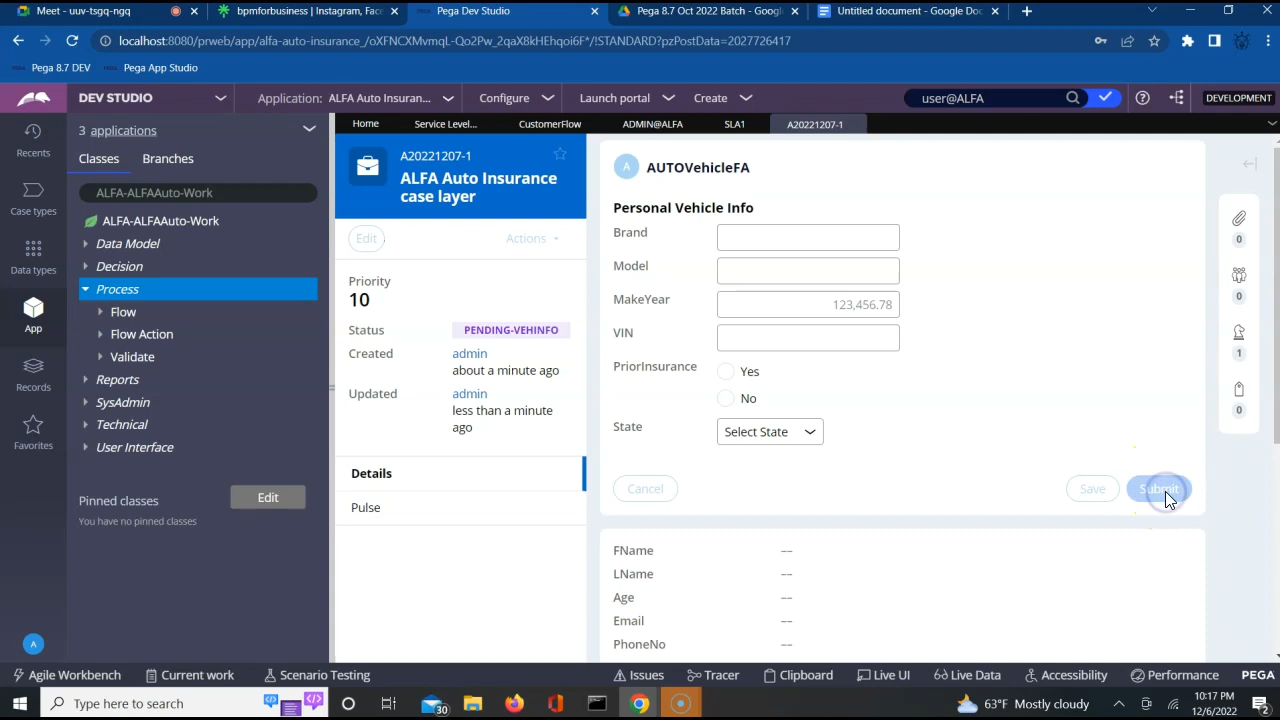 Meet - uuv-tsgq-ngq
bpmforbusiness | Instagram, Fac
Pega Dev Studio
Pega 8.7 Oct 2022 Batch - Googl
Untitled document - Google Doc
localhost:8080/prweb/app/alfa-auto-insurance_/oXFNCXMvmqL-Qo2Pw_2qaX8kHEhqoi6F*/!STANDARD?pzPostData=2027726417
Pega 8.7 DEV
Pega App Studio
DEV STUDIO
Application: ALFA Auto Insuran...
Configure
Launch portal
Create
user@ALFA
DEVELOPMENT
3 applications
Home
Service Level...
CustomerFlow
ADMIN@ALFA
SLA1
A20221207-1
Recents
Classes
Branches
A20221207-1
ALFA Auto Insurance
case layer
A
AUTOVehicleFA
ALFA-ALFAAuto-Work
Case types
ALFA-ALFAAuto-Work
Personal Vehicle Info
Data Model
Edit
Actions
Brand
0
Decision
Model
Data types
Process
Priority
10
MakeYear
123,456.78
0
Flow
App
Flow Action
Status
PENDING-VEHINFO
VIN
Validate
Created
admin
about a minute ago
1
PriorInsurance
Yes
Reports
Records
Updated
admin
less than a minute
ago
No
SysAdmin
0
Technical
State
Select State
Favorites
User Interface
Details
Cancel
Save
Submit
Pinned classes
Edit
You have no pinned classes
Pulse
FName
---
LName
---
Age
---
Email
---
A
PhoneNo
---
Agile Workbench
Current work
Scenario Testing
Issues
Tracer
Clipboard
Live UI
Live Data
Accessibility
Performance
PEGA
Type here to search
30
63°F Mostly cloudy
10:17 PM
12/6/2022
2